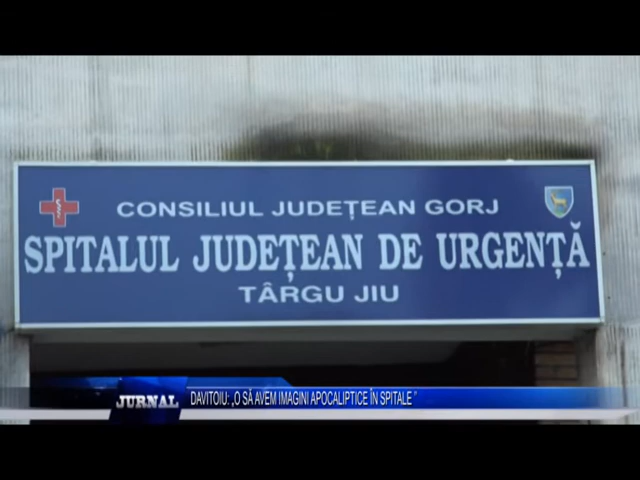 CONSILIUL JUDEȚEAN GORJ
SPITALUL JUDEȚEAN DE URGENȚĂ
TÂRGU JIU
JURNAL
DAVITOIU: „O SĂ AVEM IMAGINI APOCALIPTICE ÎN SPITALE ”